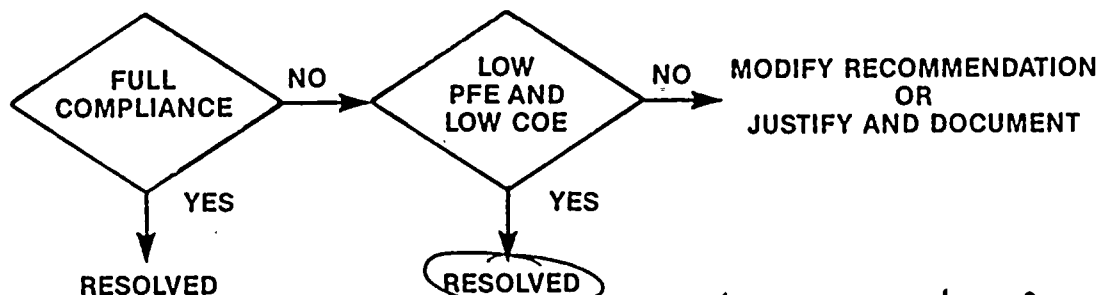 FULL
COMPLIANCE
NO
LOW
PFE AND
LOW COE
NO
MODIFY RECOMMENDATION
OR
JUSTIFY AND DOCUMENT
YES
YES
RESOLVED
RESOLVED